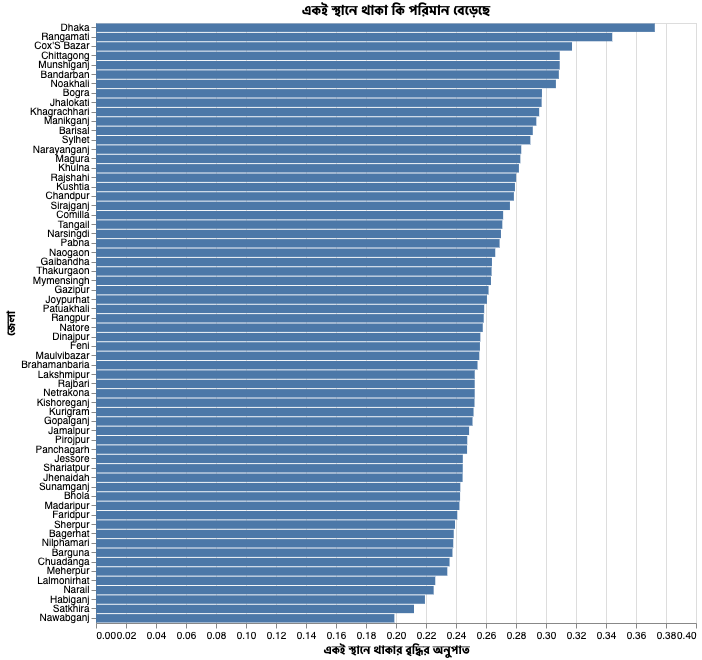 একই স্থানে থাকা কি পরিমান বেড়েছে
জেলা
Dhaka
Rangamati
Cox'S Bazar
Chittagong
Munshiganj
Bandarban
Noakhali
Bogra
Jhalokati
Khagrachhari
Manikganj
Barisal
Sylhet
Narayanganj
Magura
Khulna
Rajshahi
Kushtia
Chandpur
Sirajganj
Comilla
Tangail
Narsingdi
Pabna
Naogaon
Gaibandha
Thakurgaon
Mymensingh
Gazipur
Joypurhat
Patuakhali
Rangpur
Natore
Dinajpur
Feni
Maulvibazar
Brahamanbaria
Lakshmipur
Rajbari
Netrakona
Kishoreganj
Kurigram
Gopalganj
Jamalpur
Pirojpur
Panchagarh
Jessore
Shariatpur
Jhenaidah
Sunamganj
Bhola
Madaripur
Faridpur
Sherpur
Bagerhat
Nilphamari
Barguna
Chuadanga
Meherpur
Lalmonirhat
Narail
Habiganj
Satkhira
Nawabganj
0.00 0.02 0.04 0.06 0.08 0.10 0.12 0.14 0.16 0.18 0.20 0.22 0.24 0.26 0.28 0.30 0.32 0.34 0.36 0.38 0.40
একই স্থানে থাকার বৃদ্ধির অনুপাত